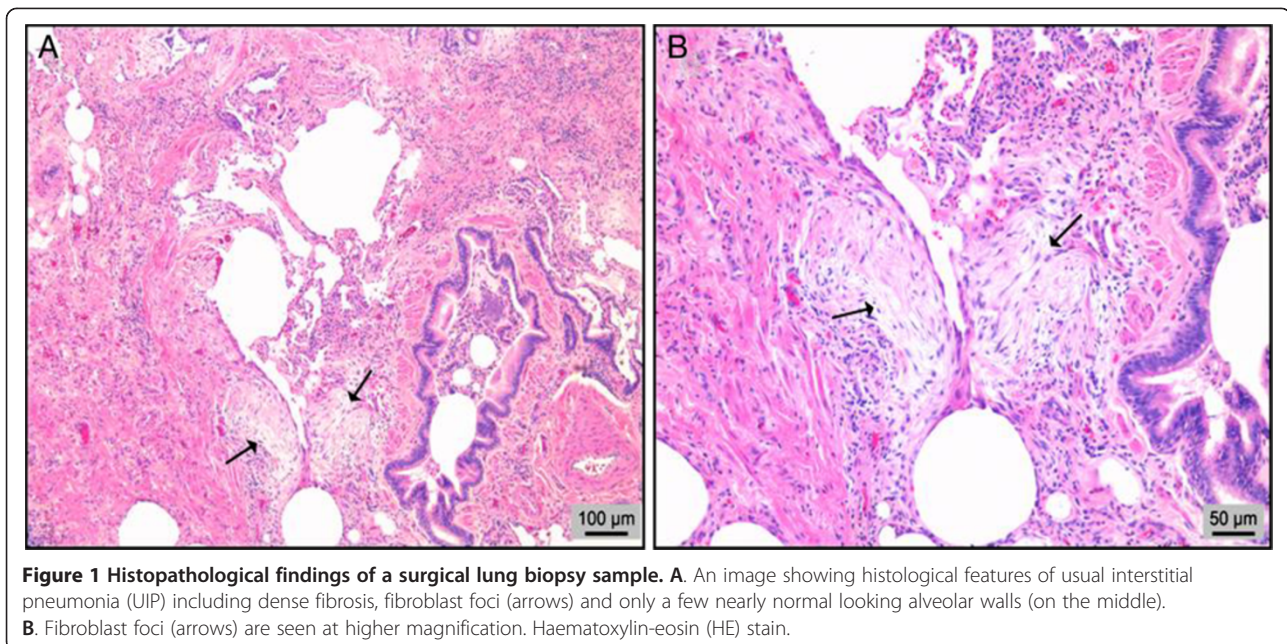 A
B
100 µm
50 µm
Figure 1 Histopathological findings of a surgical lung biopsy sample. A. An image showing histological features of usual interstitial
pneumonia (UIP) including dense fibrosis, fibroblast foci (arrows) and only a few nearly normal looking alveolar walls (on the middle).
B. Fibroblast foci (arrows) are seen at higher magnification. Haematoxylin-eosin (HE) stain.